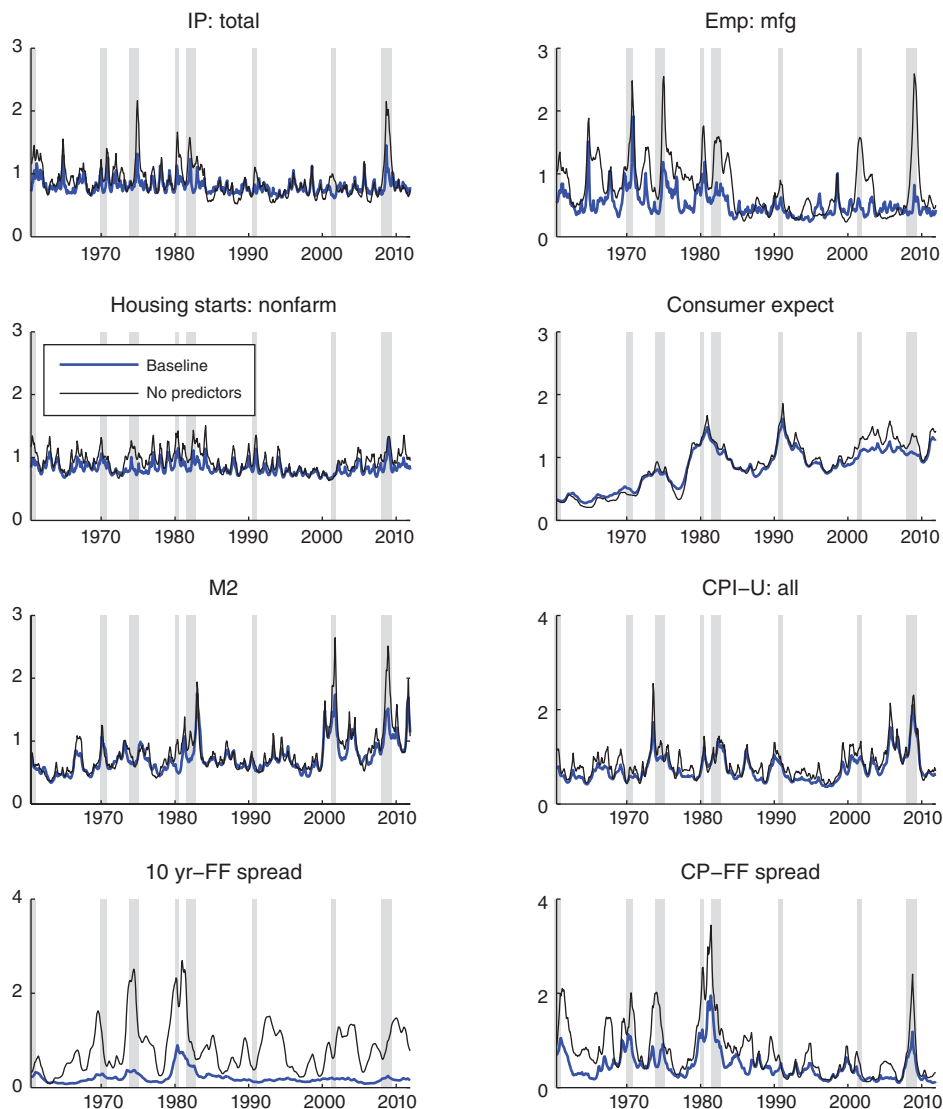 IP: total
3
2
1
0
1970 1980 1990 2000 2010
Emp: mfg
3
2
1
0
1970 1980 1990 2000 2010
Housing starts: nonfarm
3
2
1
0
Baseline
No predictors
1970 1980 1990 2000 2010
Consumer expect
3
2
1
0
1970 1980 1990 2000 2010
M2
3
2
1
0
1970 1980 1990 2000 2010
CPI−U: all
4
2
0
1970 1980 1990 2000 2010
10 yr−FF spread
4
2
0
1970 1980 1990 2000 2010
CP−FF spread
4
2
0
1970 1980 1990 2000 2010